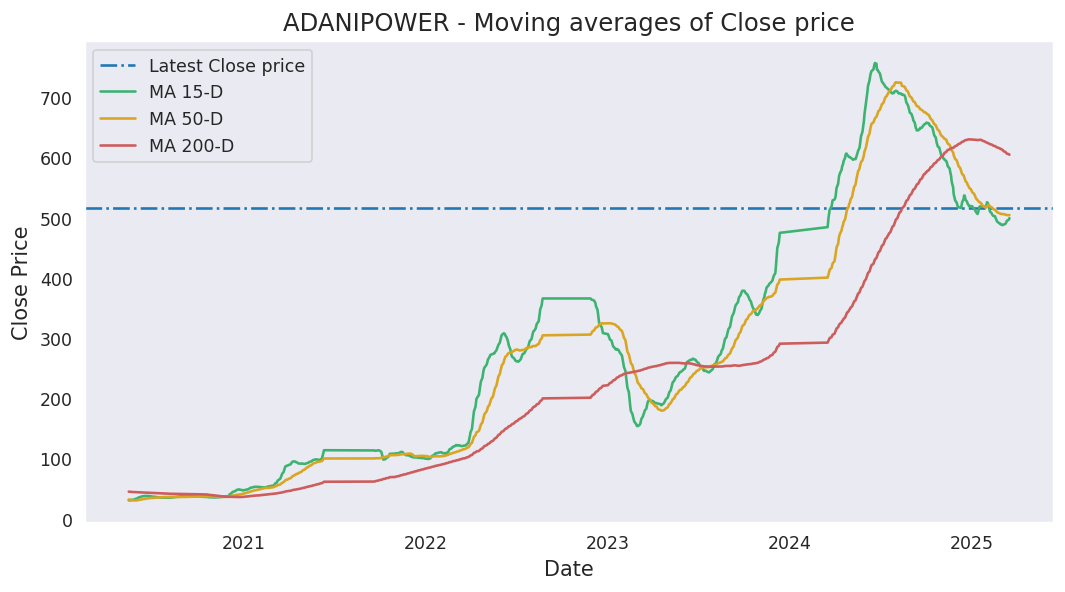 ADANIPOWER - Moving averages of Close price
Latest Close price
MA 15-D
MA 50-D
MA 200-D
Close Price
700
600
500
400
300
200
100
0
2021 2022 2023 2024 2025
Date